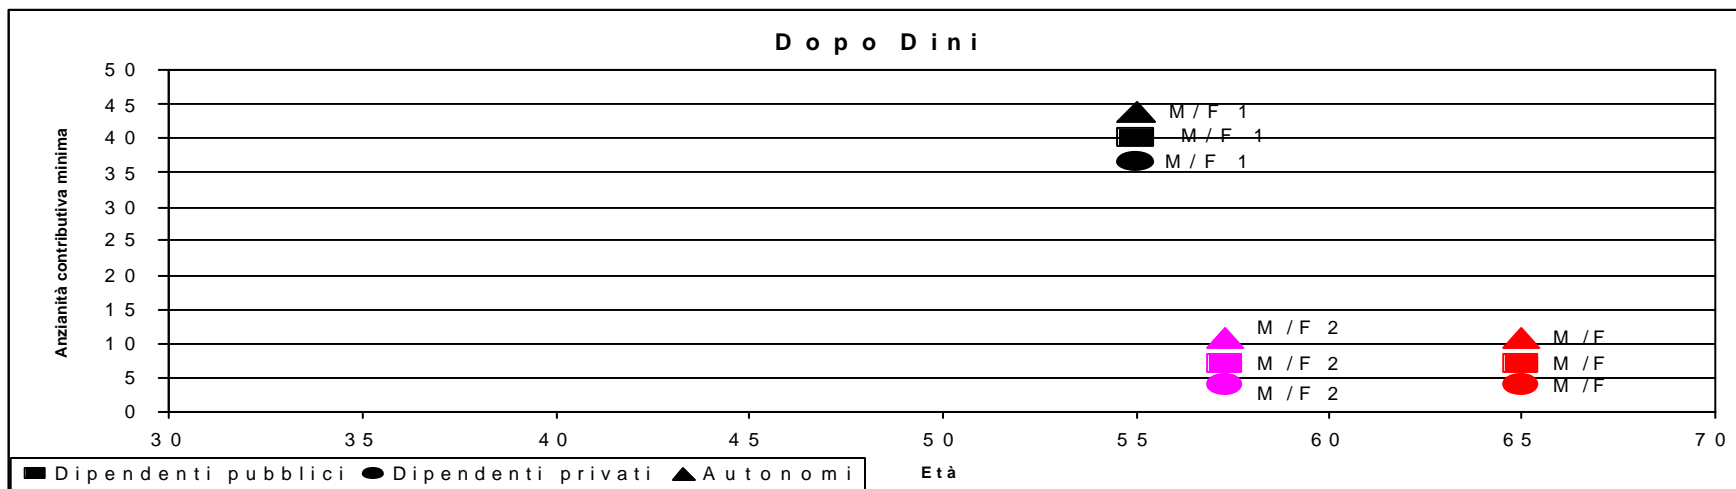 Dopo Dini
Anzianità contributiva minima
50
45
40
35
30
25
20
15
10
5
0
M/F 1
M/F 1
M/F 1
M/F 2
M/F 2
M/F 2
M/F
M/F
M/F
30 35 40 45 50 55 60 65 70
Età
Dipendenti pubblici Dipendenti privati Autonomi